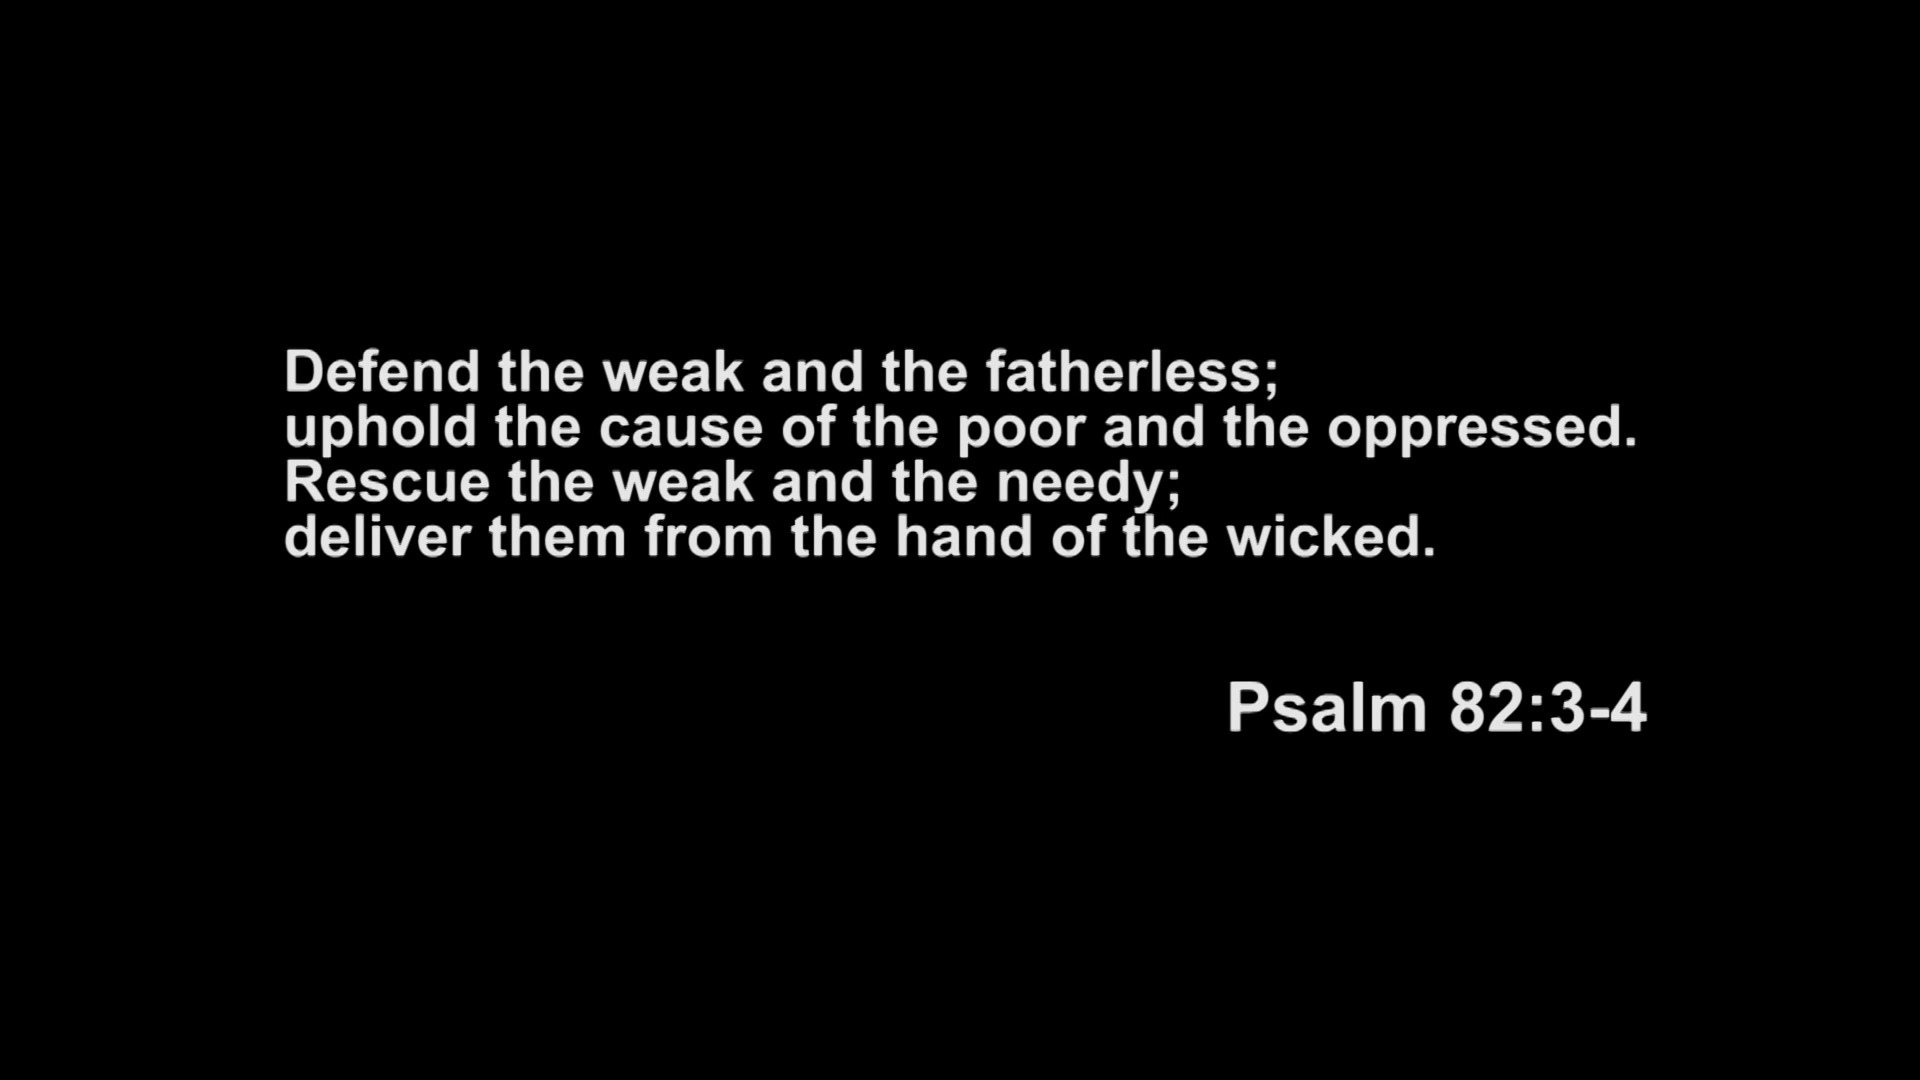 Defend the weak and the fatherless;
uphold the cause of the poor and the oppressed.
Rescue the weak and the needy;
deliver them from the hand of the wicked.
Psalm 82:3-4